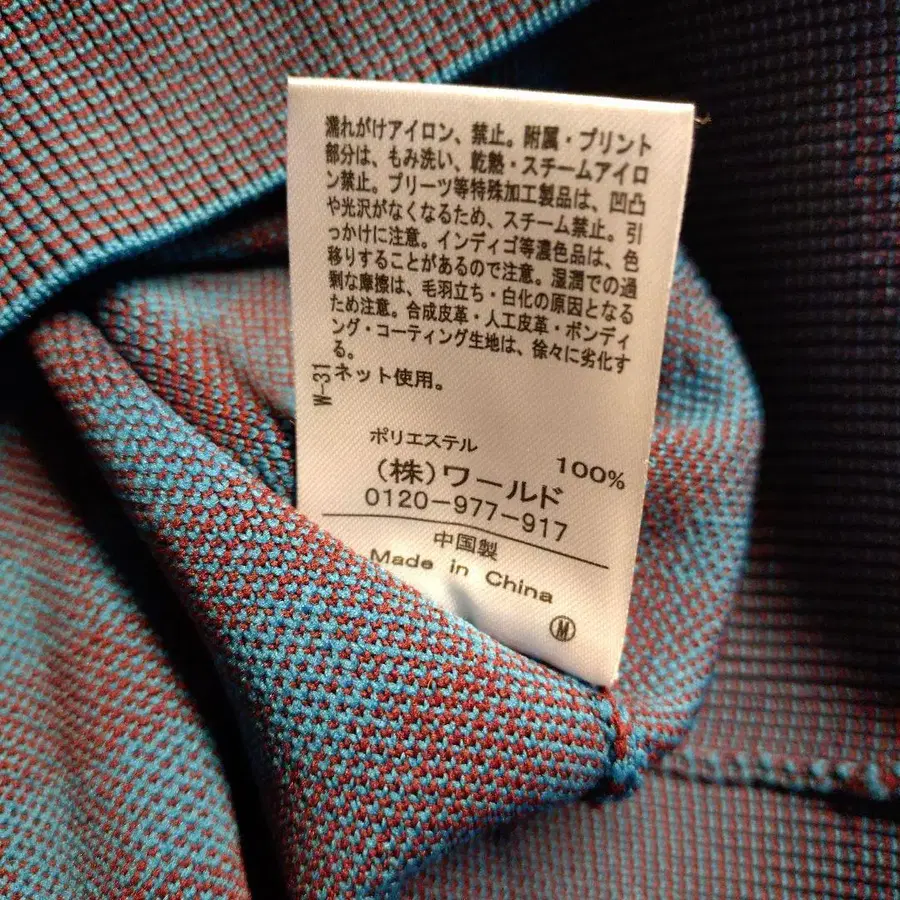 濡れがけアイロン、禁止。附属・プリント
部分は、もみ洗い、乾熱・スチームアイロ
ン禁止。プリーツ等特殊加工製品は、凹凸
や光沢がなくなるため、スチーム禁止。引
っかけに注意。インディゴ等濃色品は、色
移りすることがあるので注意。湿潤での過
剰な摩擦は、毛羽立ち・白化の原因となる
ため注意。合成皮革・人工皮革・ボンディ
ング・コーティング生地は、徐々に劣化す
る。
ネット使用。
W-31
ポリエステル 100%
(株)ワールド
0120-977-917
中国製
Made in China
M